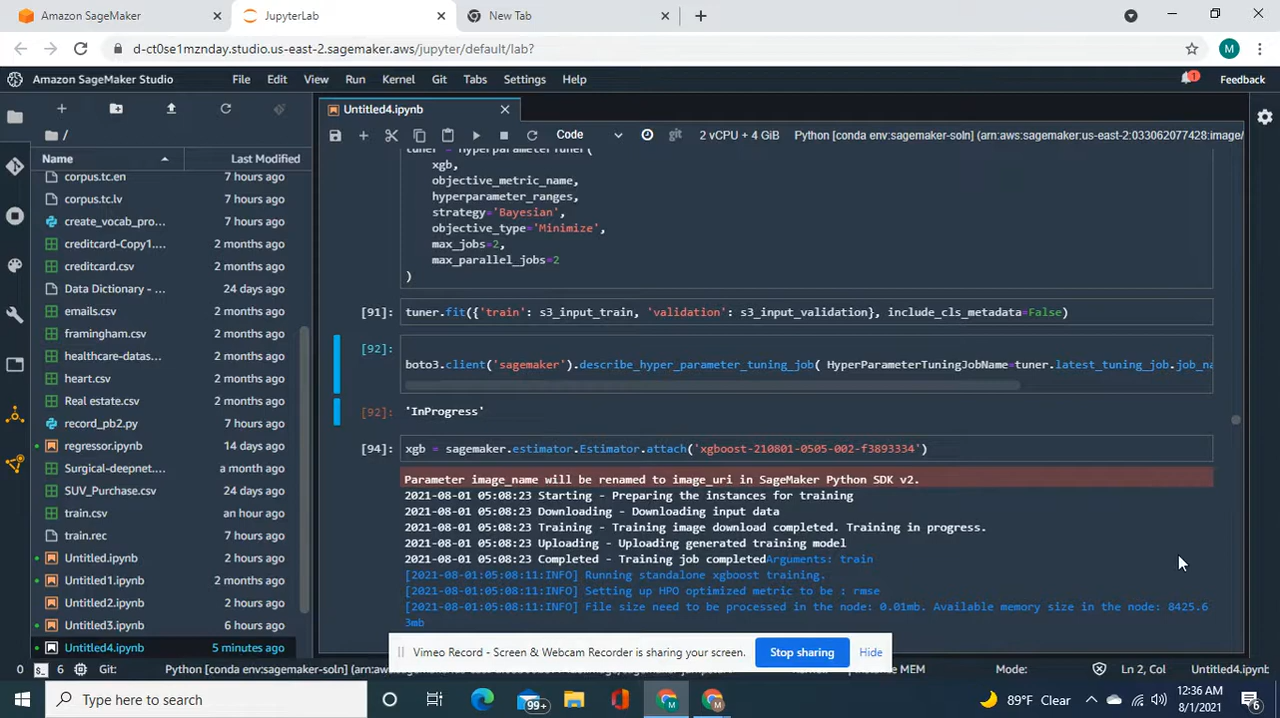 Amazon SageMaker
JupyterLab
New Tab
d-ct0se1mznday.studio.us-east-2.sagemaker.aws/jupyter/default/lab?
M
Amazon SageMaker Studio
File Edit View Run Kernel Git Tabs Settings Help
1
Feedback
Untitled4.ipynb
/
Code
git
2 vCPU + 4 GiB
Python [conda env:sagemaker-soln] (arn:aws:sagemaker:us-east-2:033062077428:image/
Name Last Modified
corpus.tc.en 7 hours ago
corpus.tc.lv 7 hours ago
create_vocab_pro... 7 hours ago
creditcard-Copy1.... 2 months ago
creditcard.csv 2 months ago
Data Dictionary - ... 24 days ago
emails.csv 2 months ago
framingham.csv 2 months ago
healthcare-datas... 2 months ago
heart.csv 2 months ago
Real estate.csv 2 months ago
record_pb2.py 7 hours ago
regressor.ipynb 14 days ago
Surgical-deepnet.... a month ago
SUV_Purchase.csv 24 days ago
train.csv an hour ago
train.rec 7 hours ago
Untitled.ipynb 2 hours ago
Untitled1.ipynb 2 months ago
Untitled2.ipynb 2 hours ago
Untitled3.ipynb 6 hours ago
Untitled4.ipynb 5 minutes ago
tuner = HyperparameterTuner(
xgb,
objective_metric_name,
hyperparameter_ranges,
strategy='Bayesian',
objective_type='Minimize',
max_jobs=2,
max_parallel_jobs=2
)
[91]: tuner.fit({'train': s3_input_train, 'validation': s3_input_validation}, include_cls_metadata=False)
[92]:
boto3.client('sagemaker').describe_hyper_parameter_tuning_job( HyperParameterTuningJobName=tuner.latest_tuning_job.job_na
[92]: 'InProgress'
[94]: xgb = sagemaker.estimator.Estimator.attach('xgboost-210801-0505-002-f3893334')
Parameter image_name will be renamed to image_uri in SageMaker Python SDK v2.
2021-08-01 05:08:23 Starting - Preparing the instances for training
2021-08-01 05:08:23 Downloading - Downloading input data
2021-08-01 05:08:23 Training - Training image download completed. Training in progress.
2021-08-01 05:08:23 Uploading - Uploading generated training model
2021-08-01 05:08:23 Completed - Training job completedArguments: train
[2021-08-01:05:08:11:INFO] Running standalone xgboost training.
[2021-08-01:05:08:11:INFO] Setting up HPO optimized metric to be : rmse
[2021-08-01:05:08:11:INFO] File size need to be processed in the node: 0.01mb. Available memory size in the node: 8425.6
3mb
Vimeo Record - Screen & Webcam Recorder is sharing your screen.
Stop sharing
Hide
0 6 Git: Python [conda env:sagemaker-soln] (arn:aws MEM Mode: Ln 2, Col Untitled4.ipynb
Type here to search
99+
M
89°F Clear
12:36 AM
8/1/2021
6